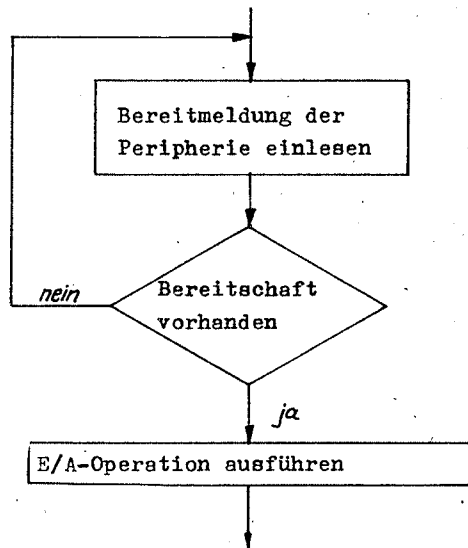 Bereitmeldung der
Peripherie einlesen
nein
Bereitschaft
vorhanden
ja
E/A-Operation ausführen